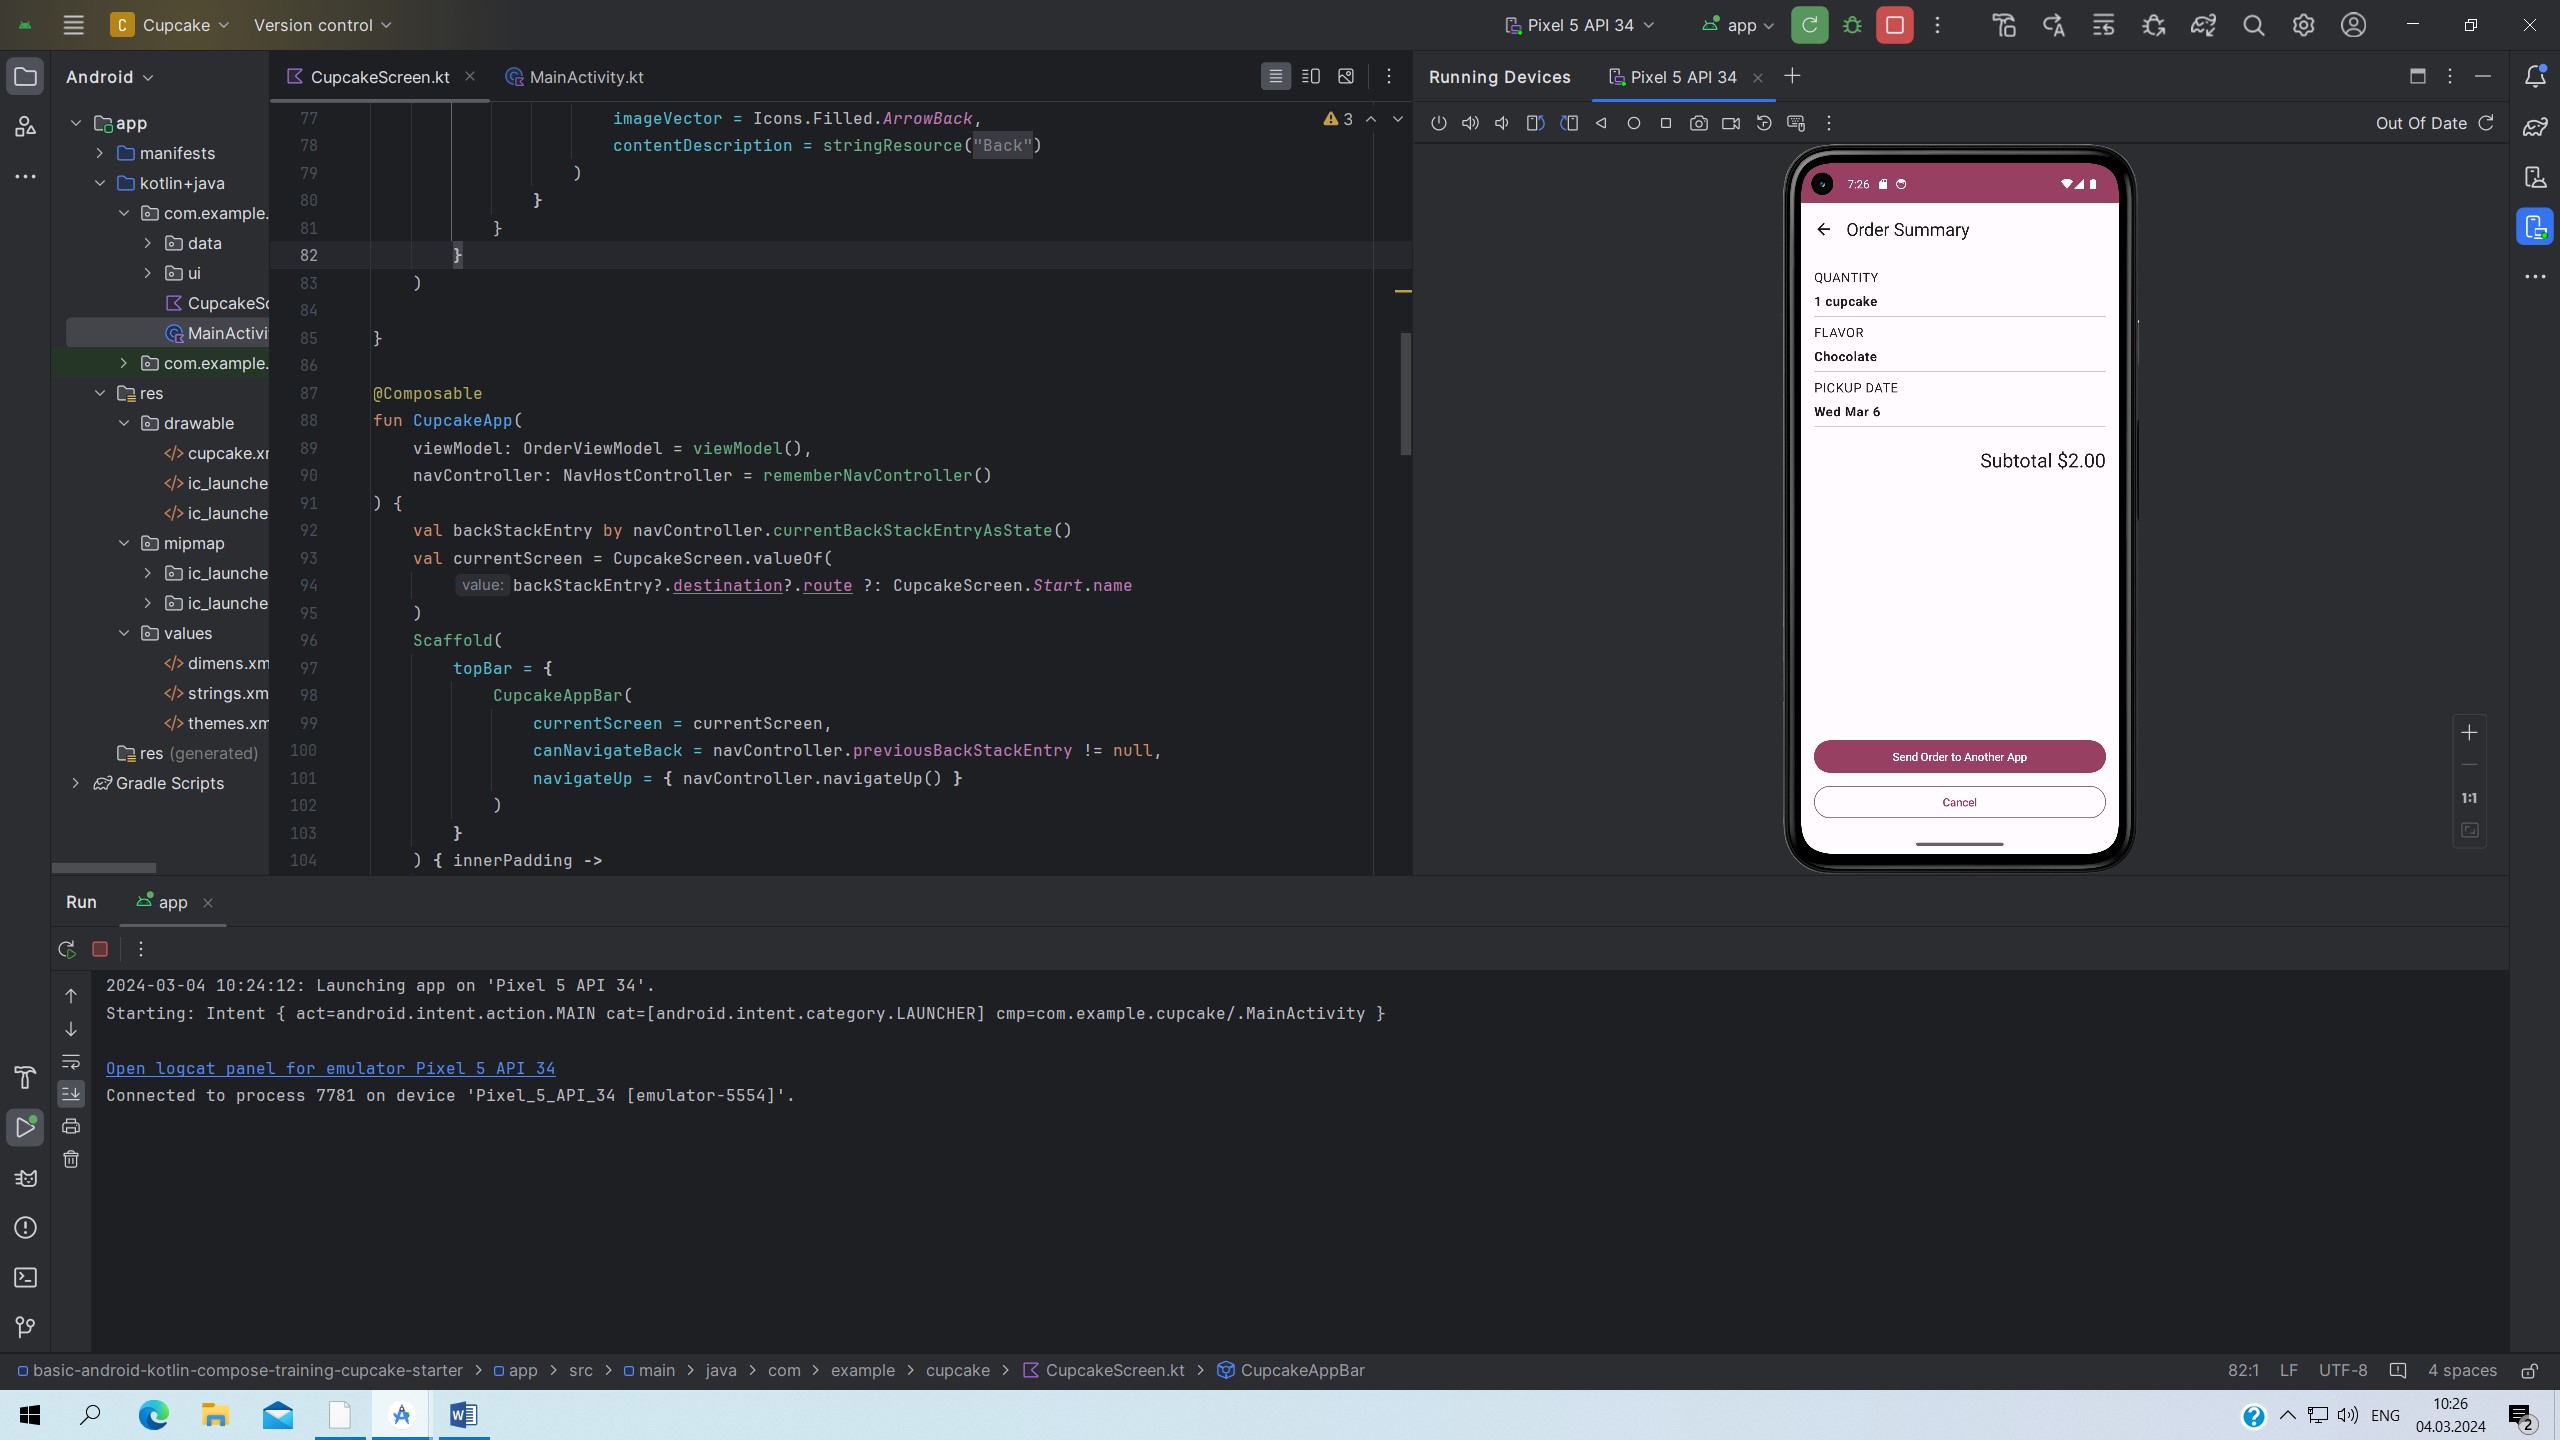 C Cupcake Version control Pixel 5 API 34 app
Android
CupcakeScreen.kt
MainActivity.kt
Running Devices
Pixel 5 API 34
Out Of Date
app
manifests
kotlin+java
com.example.
data
ui
CupcakeSc
MainActivi
com.example.
res
drawable
cupcake.xr
ic_launche
ic_launche
mipmap
ic_launche
ic_launche
values
dimens.xm
strings.xm
themes.xm
res (generated)
Gradle Scripts
3
77 imageVector = Icons.Filled.ArrowBack,
78 contentDescription = stringResource("Back")
79 )
80 }
81 }
82 }
83 )
84
85 }
86
87 @Composable
88 fun CupcakeApp(
89 viewModel: OrderViewModel = viewModel(),
90 navController: NavHostController = rememberNavController()
91 ) {
92 val backStackEntry by navController.currentBackStackEntryAsState()
93 val currentScreen = CupcakeScreen.valueOf(
94 value: backStackEntry?.destination?.route ?: CupcakeScreen.Start.name
95 )
96 Scaffold(
97 topBar = {
98 CupcakeAppBar(
99 currentScreen = currentScreen,
100 canNavigateBack = navController.previousBackStackEntry != null,
101 navigateUp = { navController.navigateUp() }
102 )
103 }
104 ) { innerPadding ->
7:26
Order Summary
QUANTITY
1 cupcake
FLAVOR
Chocolate
PICKUP DATE
Wed Mar 6
Subtotal $2.00
Send Order to Another App
Cancel
1:1
Run app
2024-03-04 10:24:12: Launching app on 'Pixel 5 API 34'.
Starting: Intent { act=android.intent.action.MAIN cat=[android.intent.category.LAUNCHER] cmp=com.example.cupcake/.MainActivity }
Open logcat panel for emulator Pixel 5 API 34
Connected to process 7781 on device 'Pixel_5_API_34 [emulator-5554]'.
basic-android-kotlin-compose-training-cupcake-starter > app > src > main > java > com > example > cupcake > CupcakeScreen.kt > CupcakeAppBar
82:1 LF UTF-8 4 spaces
ENG
10:26
04.03.2024
2